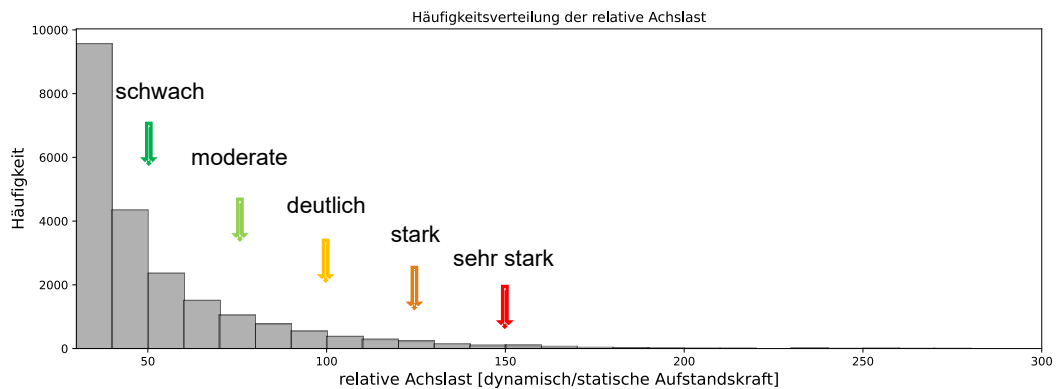 Häufigkeitsverteilung der relative Achslast
10000
8000
6000
4000
2000
0
Häufigkeit
schwach
moderate
deutlich
stark
sehr stark
50
100
150
200
250
300
relative Achslast [dynamisch/statische Aufstandskraft]